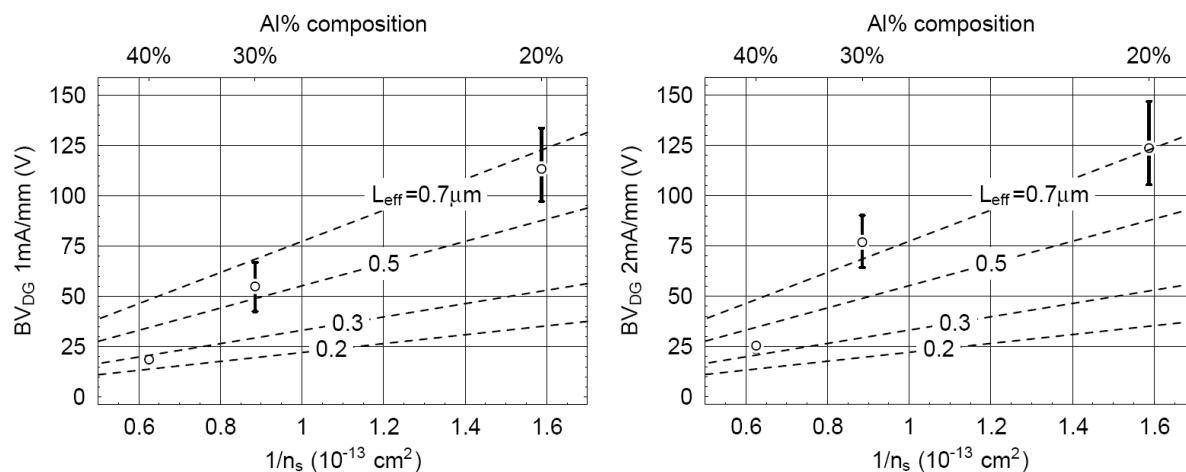 Al% composition
40% 30% 20%
150
125
100
75
50
25
0
BV_DG 1mA/mm (V)
L_eff=0.7μm
0.5
0.3
0.2
0.6 0.8 1 1.2 1.4 1.6
1/n_s (10^-13 cm^2)
Al% composition
40% 30% 20%
150
125
100
75
50
25
0
BV_DG 2mA/mm (V)
L_eff=0.7μm
0.5
0.3
0.2
0.6 0.8 1 1.2 1.4 1.6
1/n_s (10^-13 cm^2)